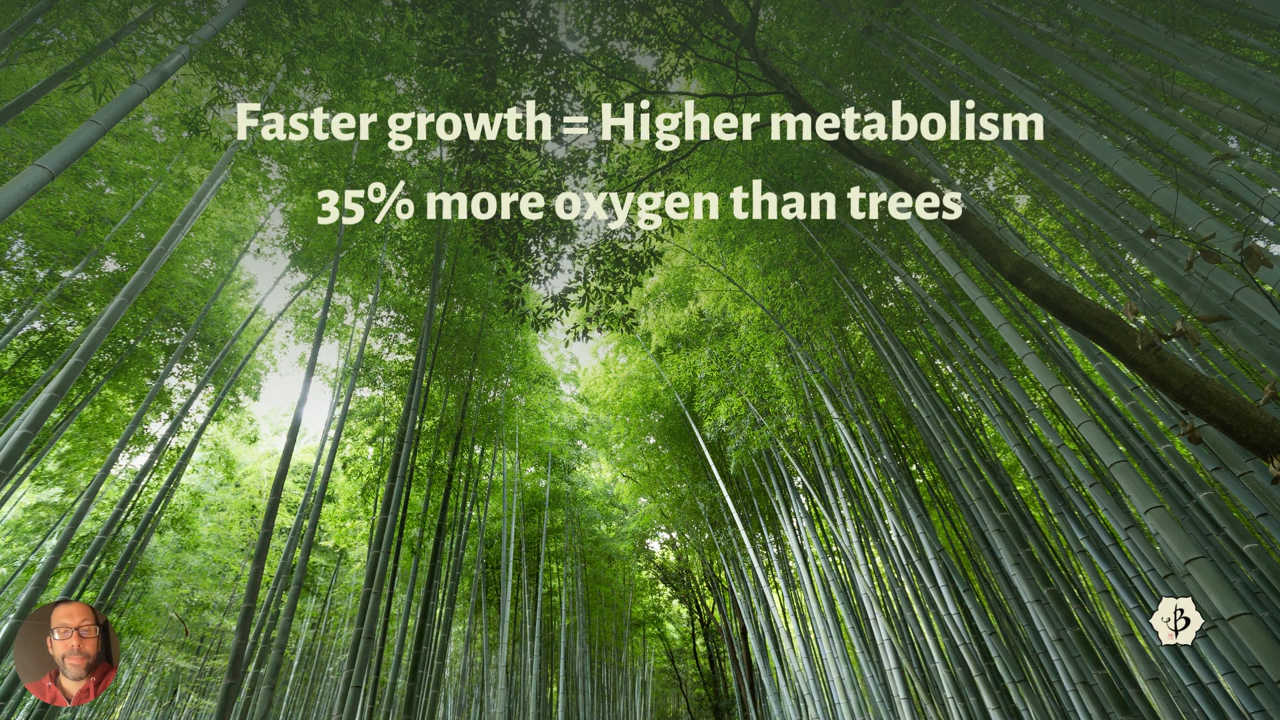 Faster growth = Higher metabolism
35% more oxygen than trees
B